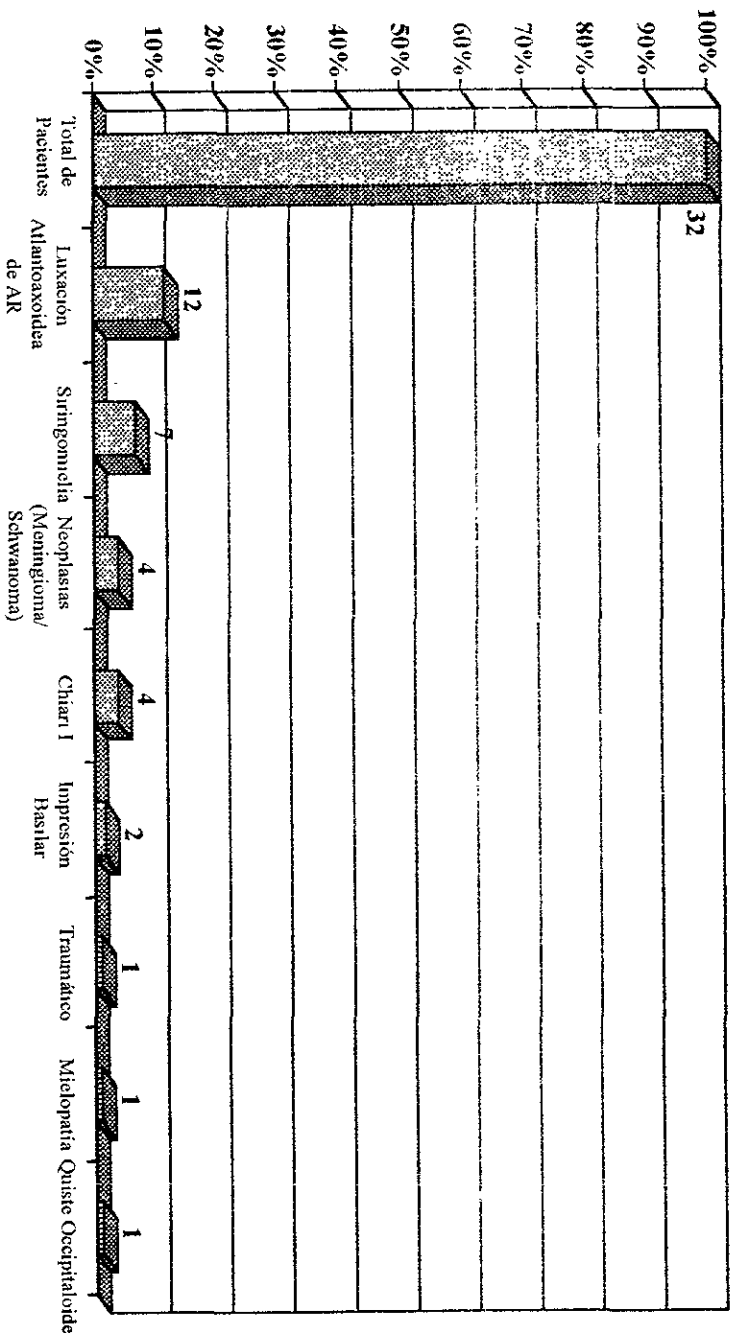 100%
90%
80%
70%
60%
50%
40%
30%
20%
10%
0%
32
12
7
4
4
2
1
1
1
Total de
Pacientes
Luxación
Atlantoaxoidea
de AR
Siringomielia
Neoplasias
(Meningioma/
Schwanoma)
Chiari I
Impresión
Basilar
Traumático
Mielopatía
Quiste Occipitaloide